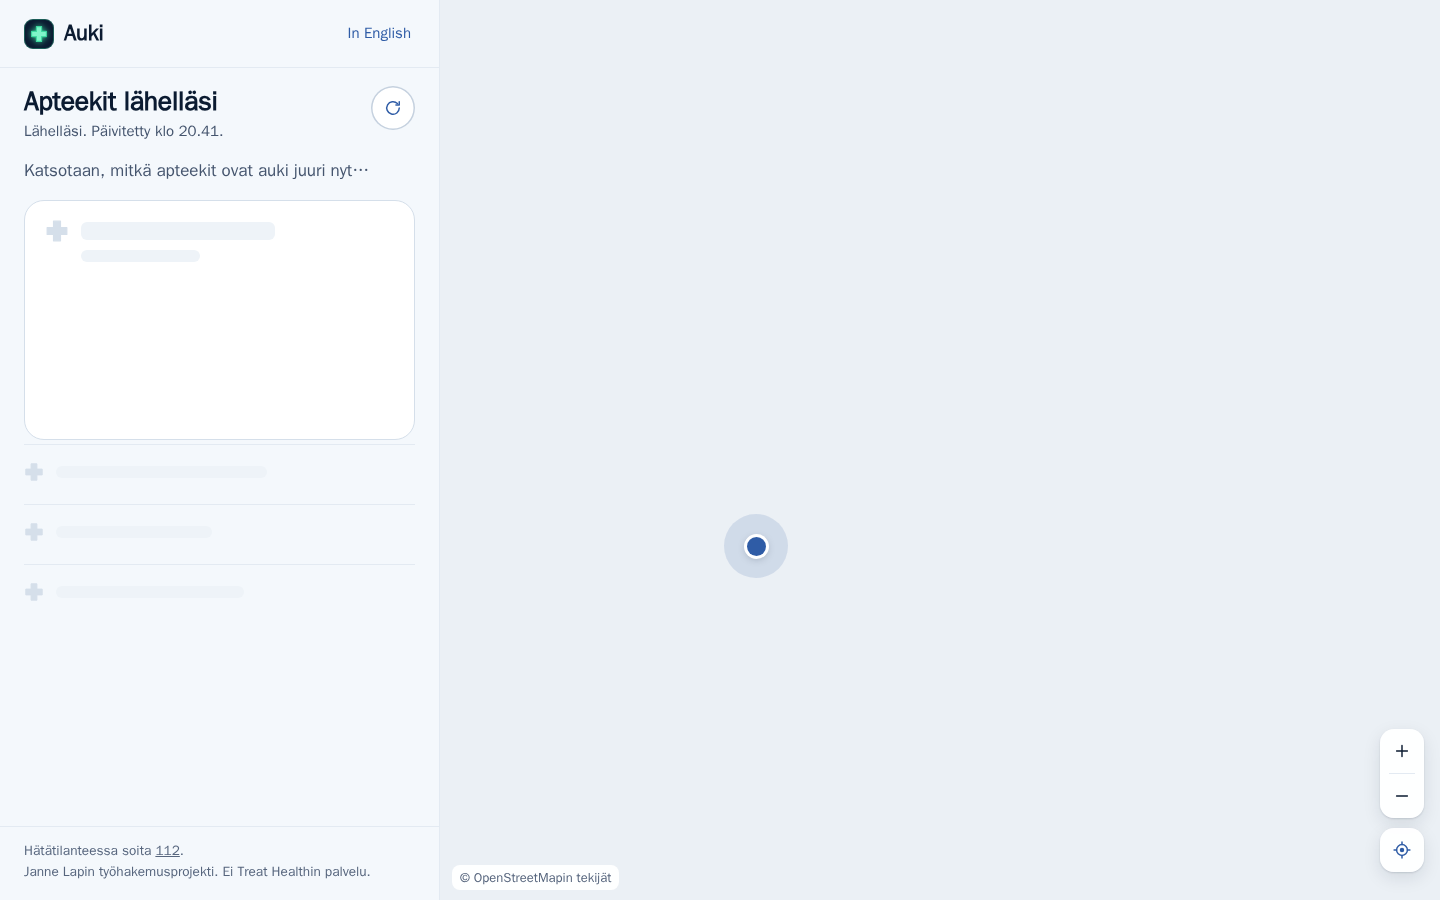 Auki
In English
Apteekit lähelläsi
Lähelläsi. Päivitetty klo 20.41.
Katsotaan, mitkä apteekit ovat auki juuri nyt…
Hätätilanteessa soita 112.
Janne Lapin työhakemusprojekti. Ei Treat Healthin palvelu.
© OpenStreetMapin tekijät